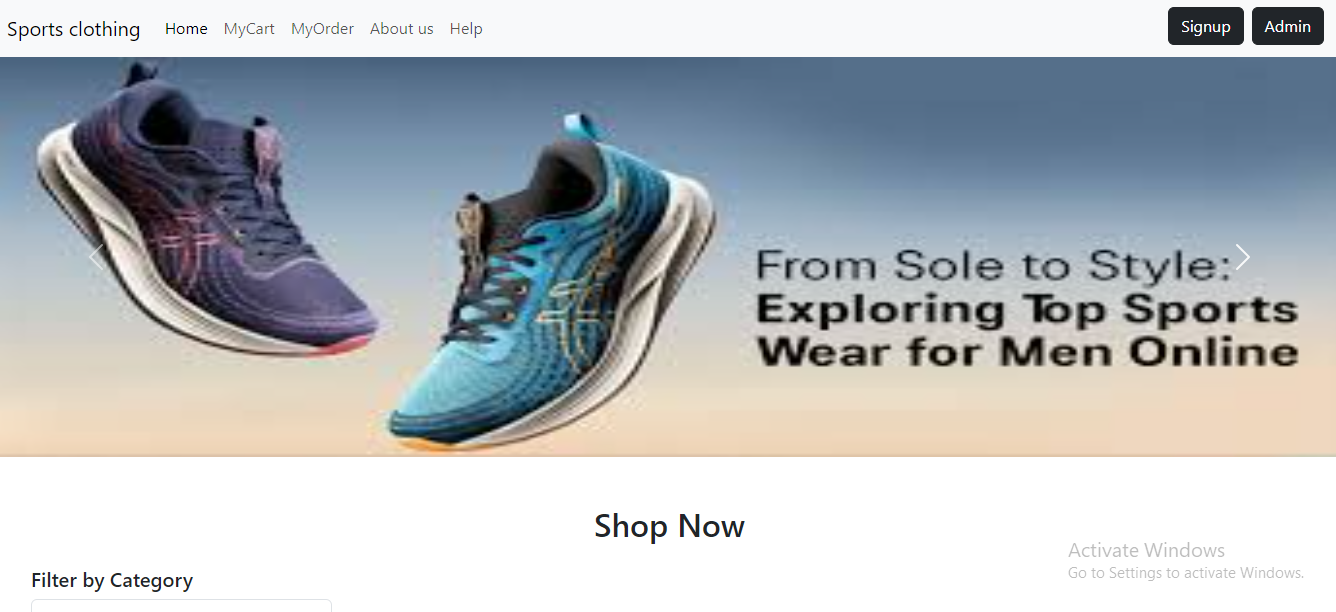 Sports clothing Home MyCart MyOrder About us Help Signup Admin
From Sole to Style:
Exploring Top Sports
Wear for Men Online
Shop Now
Activate Windows
Go to Settings to activate Windows.
Filter by Category